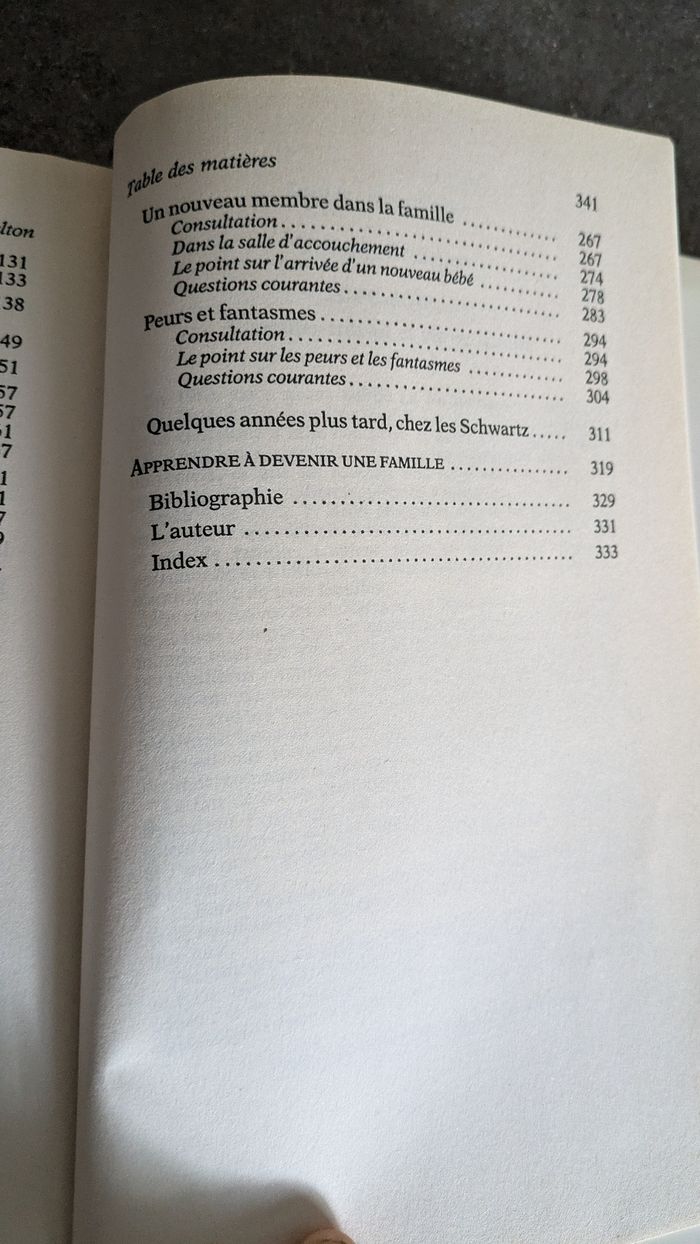 131
133
Table des matières 341
Un nouveau membre dans la famille .......... 267
Consultation .......... 267
Dans la salle d'accouchement .......... 274
Le point sur l'arrivée d'un nouveau bébé .......... 278
Questions courantes .......... 283
Peurs et fantasmes .......... 294
Consultation .......... 294
Le point sur les peurs et les fantasmes .......... 298
Questions courantes .......... 304
Quelques années plus tard, chez les Schwartz ..... 311
APPRENDRE À DEVENIR UNE FAMILLE .......... 319
Bibliographie .......... 329
L'auteur .......... 331
Index .......... 333